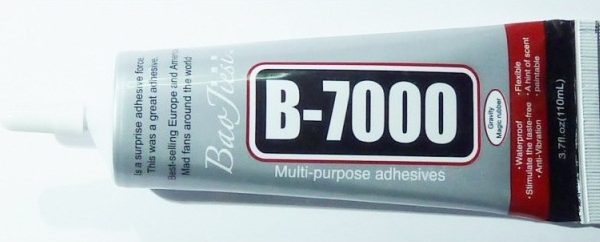 is a surprise adhesive force.
This was a great adhesive.
Best-selling Europe and Ameri
Mad fans around the world
B-7000
Multi-purpose adhesives
Gravity
Magic rubber
• Flexible
• A hint of scent
• paintable
• Waterproof
• Stimulate the taste-free
• Anti-Vibration
3.7fl.oz(110mL)